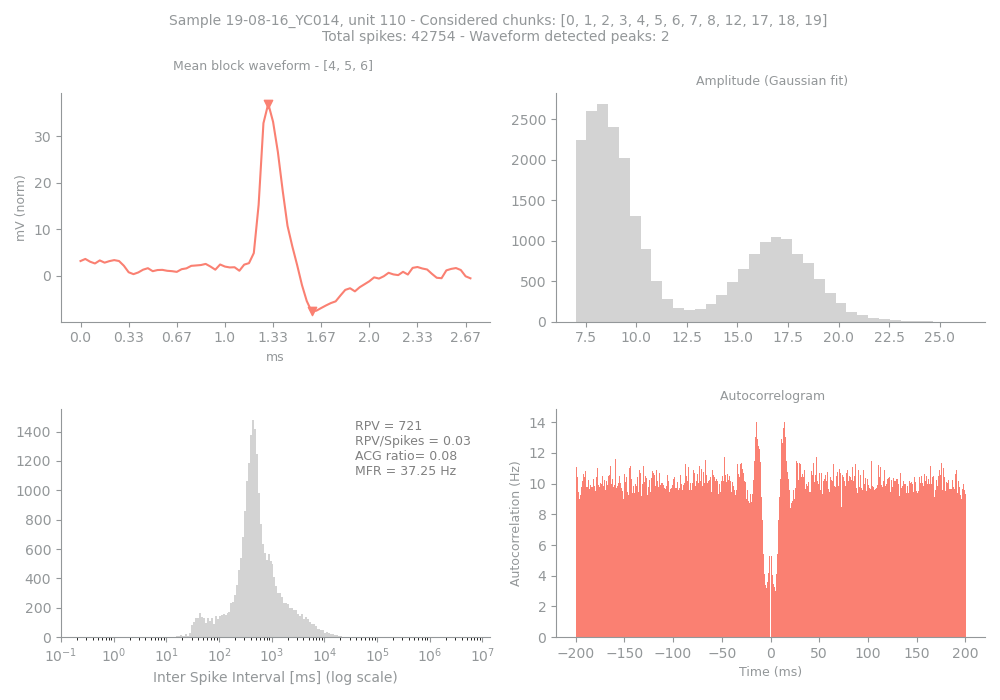 Sample 19-08-16_YC014, unit 110 - Considered chunks: [0, 1, 2, 3, 4, 5, 6, 7, 8, 12, 17, 18, 19]
Total spikes: 42754 - Waveform detected peaks: 2
Mean block waveform - [4, 5, 6]
mV (norm)
30
20
10
0
0.0 0.33 0.67 1.0 1.33 1.67 2.0 2.33 2.67
ms
Amplitude (Gaussian fit)
2500
2000
1500
1000
500
0
7.5 10.0 12.5 15.0 17.5 20.0 22.5 25.0
1400
1200
1000
800
600
400
200
0
RPV = 721
RPV/Spikes = 0.03
ACG ratio= 0.08
MFR = 37.25 Hz
10⁻¹ 10⁰ 10¹ 10² 10³ 10⁴ 10⁵ 10⁶ 10⁷
Inter Spike Interval [ms] (log scale)
Autocorrelogram
Autocorrelation (Hz)
14
12
10
8
6
4
2
0
−200 −150 −100 −50 0 50 100 150 200
Time (ms)